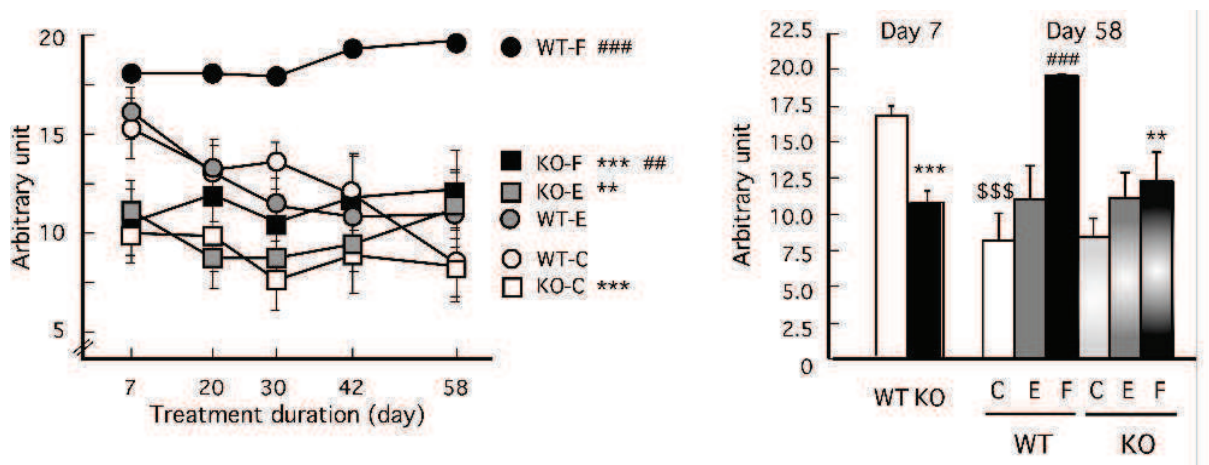 20
15
10
5
Arbitrary unit
7 20 30 42 58
Treatment duration (day)
WT-F ###
KO-F *** ##
KO-E **
WT-E
WT-C
KO-C ***
Day 7 Day 58
22.5
20.0
17.5
15.0
12.5
10.0
7.5
5.0
2.5
0
Arbitrary unit
***
$$$
###
**
WT KO
C E F C E F
WT KO